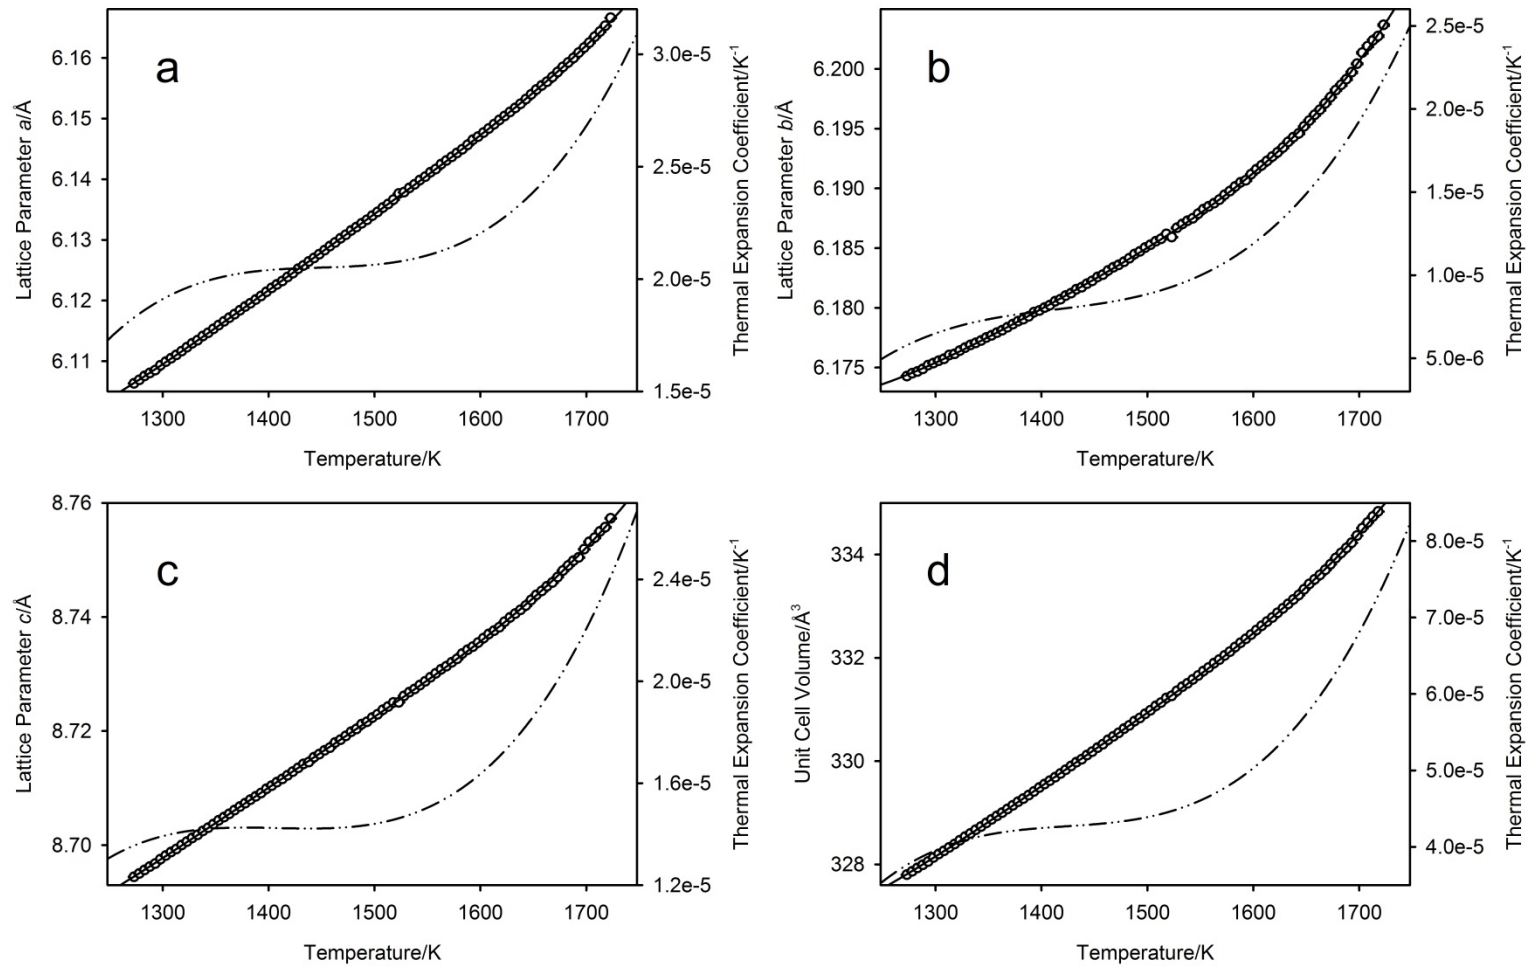 a
6.16
6.15
6.14
6.13
6.12
6.11
Lattice Parameter a/Å
3.0e-5
2.5e-5
2.0e-5
1.5e-5
Thermal Expansion Coefficient/K⁻¹
1300 1400 1500 1600 1700
Temperature/K
b
6.200
6.195
6.190
6.185
6.180
6.175
Lattice Parameter b/Å
2.5e-5
2.0e-5
1.5e-5
1.0e-5
5.0e-6
Thermal Expansion Coefficient/K⁻¹
1300 1400 1500 1600 1700
Temperature/K
c
8.76
8.74
8.72
8.70
Lattice Parameter c/Å
2.4e-5
2.0e-5
1.6e-5
1.2e-5
Thermal Expansion Coefficient/K⁻¹
1300 1400 1500 1600 1700
Temperature/K
d
334
332
330
328
Unit Cell Volume/Å³
8.0e-5
7.0e-5
6.0e-5
5.0e-5
4.0e-5
Thermal Expansion Coefficient/K⁻¹
1300 1400 1500 1600 1700
Temperature/K